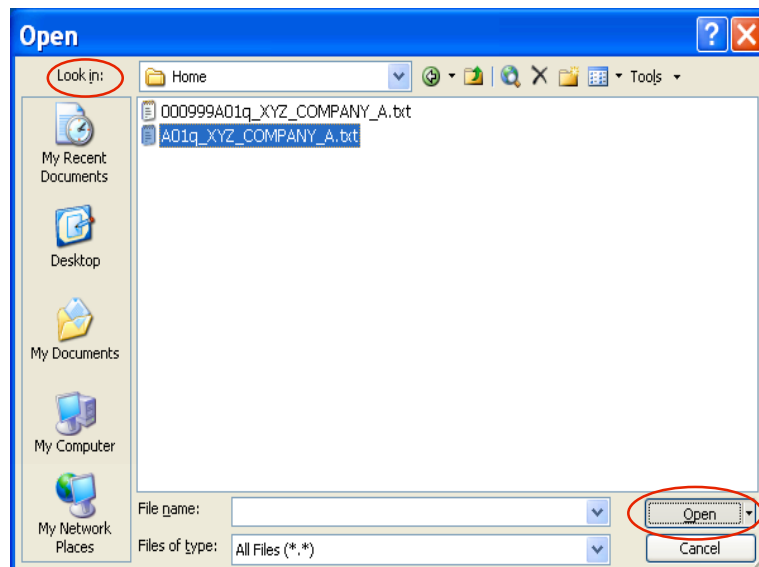 Open
?
Look in:
Home
Tools
000999A01q_XYZ_COMPANY_A.txt
A01q_XYZ_COMPANY_A.txt
My Recent
Documents
Desktop
My Documents
My Computer
My Network
Places
File name:
Open
Files of type:
All Files (*.*)
Cancel